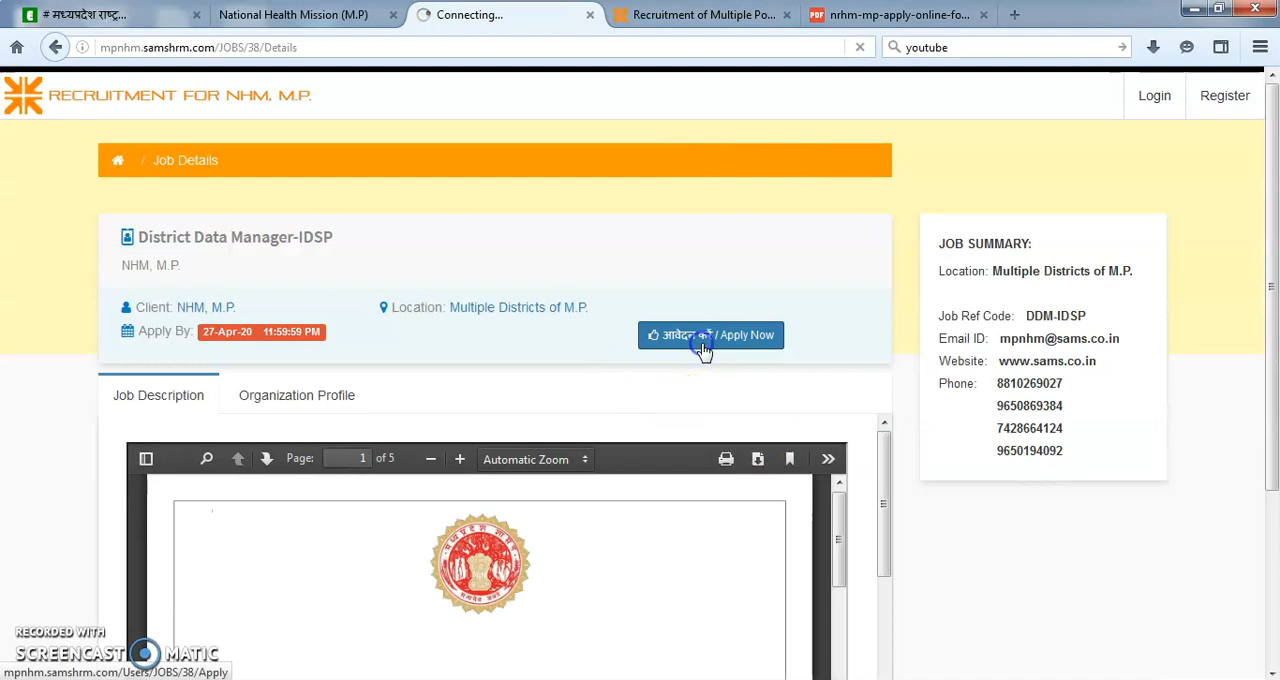 # मध्यप्रदेश राष्ट्र...
National Health Mission (M.P)
Connecting...
Recruitment of Multiple Po...
PDF nrhm-mp-apply-online-fo...
mpnhm.samshrm.com/JOBS/38/Details
youtube
RECRUITMENT FOR NHM, M.P.
Login
Register
/ Job Details
District Data Manager-IDSP
NHM, M.P.
Client: NHM, M.P.
Location: Multiple Districts of M.P.
Apply By: 27-Apr-20 11:59:59 PM
आवेदन करें / Apply Now
JOB SUMMARY:
Location: Multiple Districts of M.P.
Job Ref Code: DDM-IDSP
Email ID: mpnhm@sams.co.in
Website: www.sams.co.in
Phone: 8810269027
9650869384
7428664124
9650194092
Job Description
Organization Profile
Page: 1 of 5
Automatic Zoom
RECORDED WITH
SCREENCAST MATIC
mpnhm.samshrm.com/Users/JOBS/38/Apply